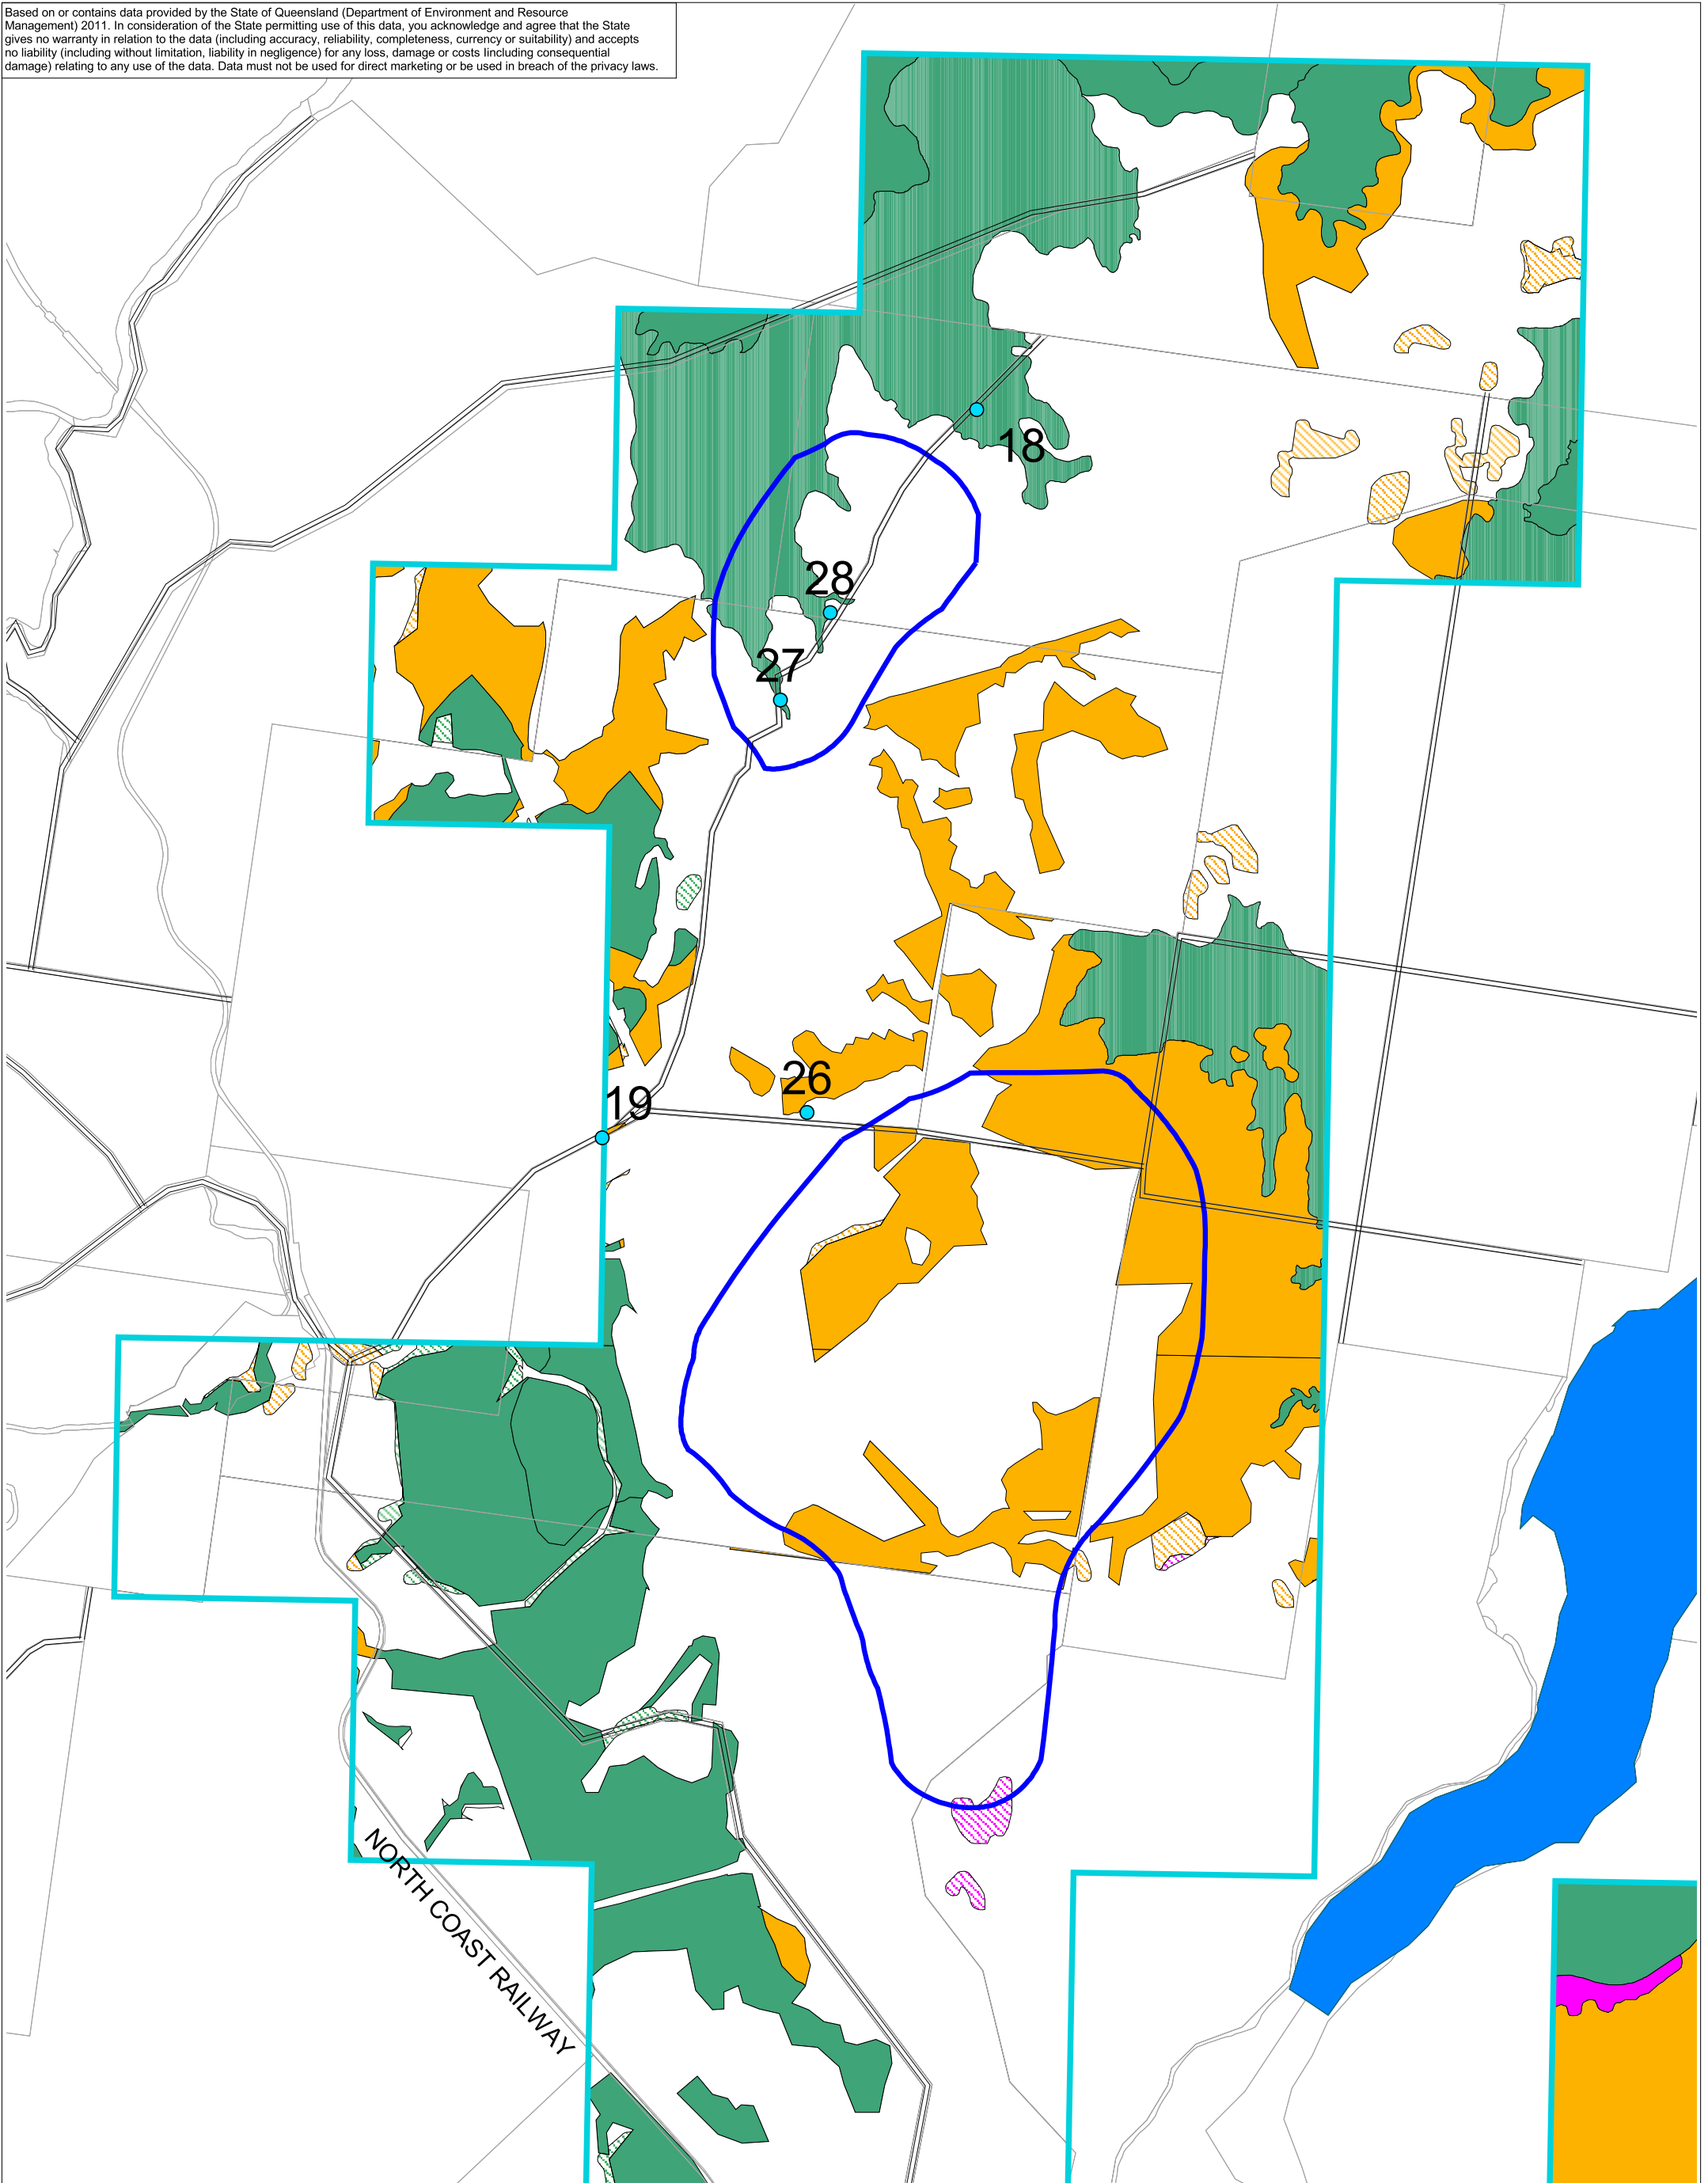 Based on or contains data provided by the State of Queensland (Department of Environment and Resource
Management) 2011. In consideration of the State permitting use of this data, you acknowledge and agree that the State
gives no warranty in relation to the data (including accuracy, reliability, completeness, currency or suitability) and accepts
no liability (including without limitation, liability in negligence) for any loss, damage or costs Iincluding consequential
damage) relating to any use of the data. Data must not be used for direct marketing or be used in breach of the privacy laws.
18
28
27
26
19
NORTH COAST RAILWAY